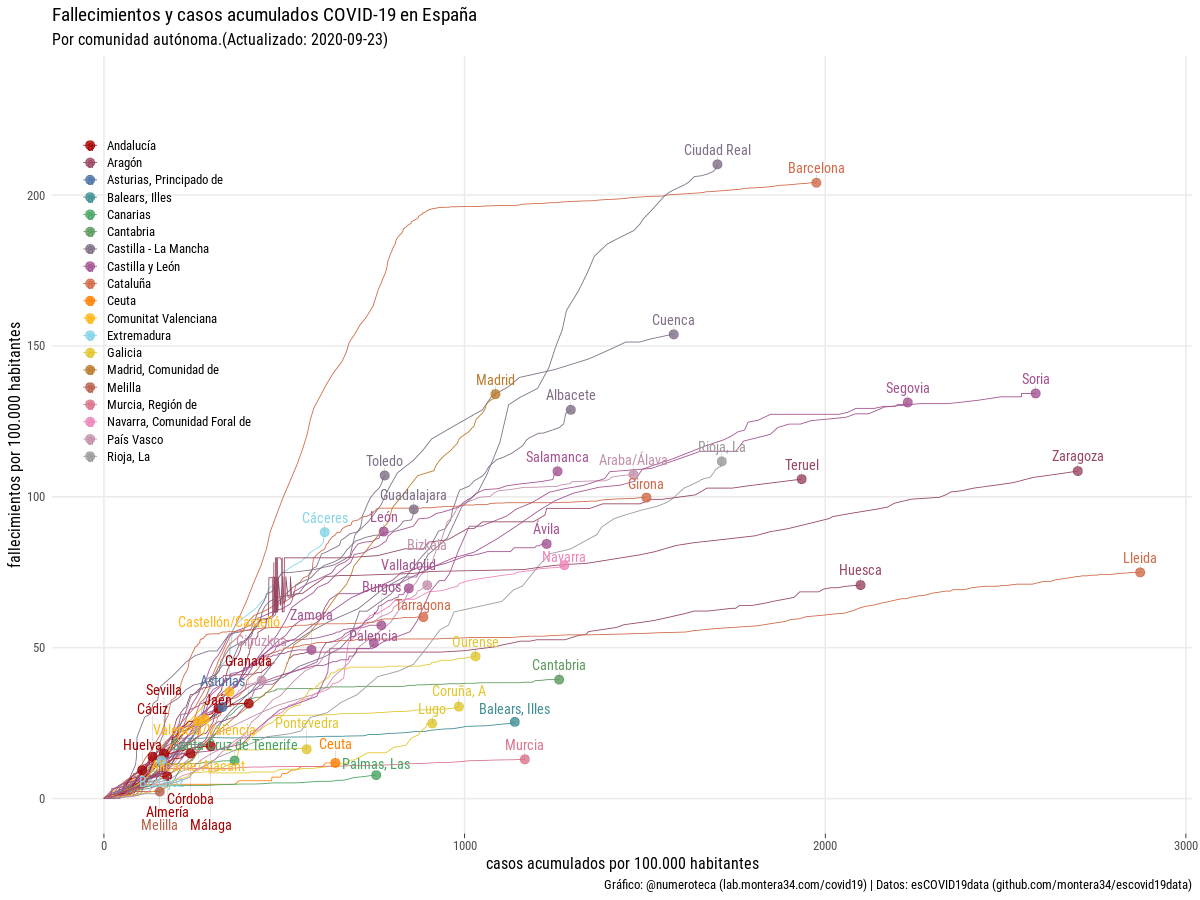 Fallecimientos y casos acumulados COVID-19 en España
Por comunidad autónoma.(Actualizado: 2020-09-23)
fallecimientos por 100.000 habitantes
200
150
100
50
0
Andalucía
Aragón
Asturias, Principado de
Balears, Illes
Canarias
Cantabria
Castilla - La Mancha
Castilla y León
Cataluña
Ceuta
Comunitat Valenciana
Extremadura
Galicia
Madrid, Comunidad de
Melilla
Murcia, Región de
Navarra, Comunidad Foral de
País Vasco
Rioja, La
Ciudad Real
Barcelona
Cuenca
Madrid
Albacete
Segovia
Soria
Toledo
Salamanca
Araba/Álava
Rioja, La
Teruel
Zaragoza
Girona
Guadalajara
Cáceres
León
Ávila
Bizkaia
Navarra
Valladolid
Burgos
Huesca
Lleida
Castellón/Castelló
Zamora
Tarragona
Gipuzkoa
Palencia
Ourense
Granada
Asturias
Cantabria
Sevilla
Jaén
Coruña, A
Cádiz
Lugo
Balears, Illes
Pontevedra
Huelva
Cruz de Tenerife
Ceuta
Murcia
Palmas, Las
Córdoba
Almería
Melilla
Málaga
0
1000
2000
3000
casos acumulados por 100.000 habitantes
Gráfico: @numeroteca (lab.montera34.com/covid19) | Datos: esCOVID19data (github.com/montera34/escovid19data)